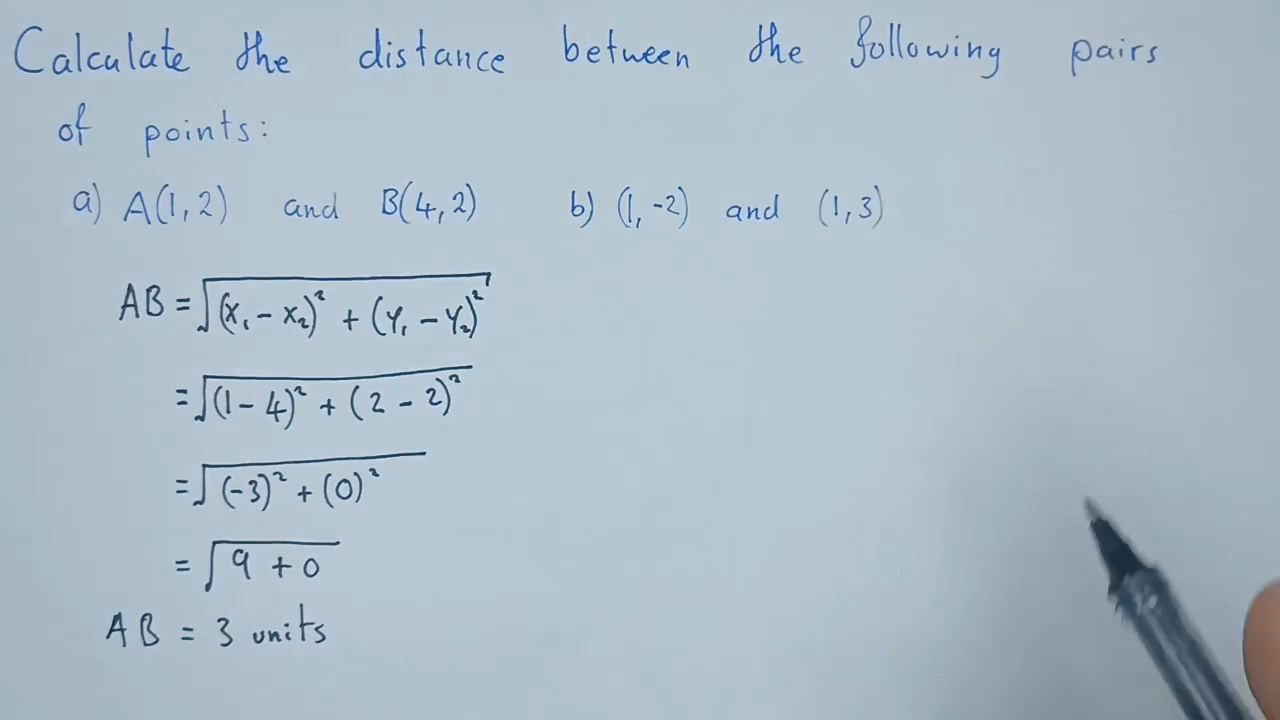 Calculate the distance between the following pairs
of points:
a) A(1,2) and B(4,2) b) (1,-2) and (1,3)
AB = √(x₁ - x₂)² + (y₁ - y₂)²
= √(1-4)² + (2-2)²
= √(-3)² + (0)²
= √9 + 0
AB = 3 units